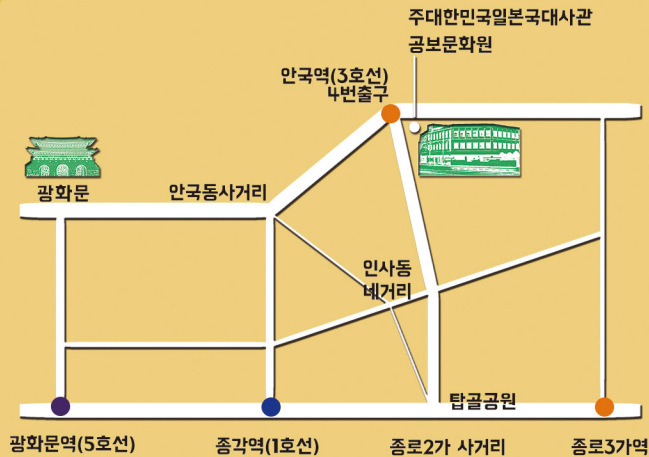 주대한민국일본국대사관
공보문화원
안국역(3호선)
4번출구
광화문
안국동사거리
인사동
네거리
탑골공원
광화문역(5호선)
종각역(1호선)
종로2가 사거리
종로3가역